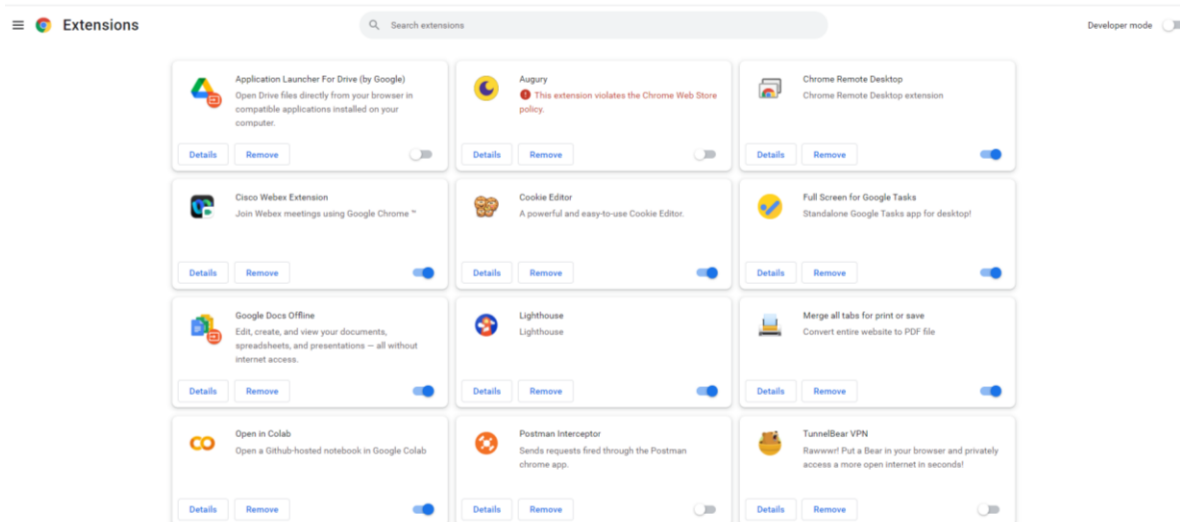 Extensions
Search extensions
Developer mode
Application Launcher For Drive (by Google)
Open Drive files directly from your browser in
compatible applications installed on your
computer.
Details Remove
Augury
This extension violates the Chrome Web Store
policy.
Details Remove
Chrome Remote Desktop
Chrome Remote Desktop extension
Details Remove
Cisco Webex Extension
Join Webex meetings using Google Chrome ™
Details Remove
Cookie Editor
A powerful and easy-to-use Cookie Editor.
Details Remove
Full Screen for Google Tasks
Standalone Google Tasks app for desktop!
Details Remove
Google Docs Offline
Edit, create, and view your documents,
spreadsheets, and presentations — all without
internet access.
Details Remove
Lighthouse
Lighthouse
Details Remove
Merge all tabs for print or save
Convert entire website to PDF file
Details Remove
Open in Colab
Open a Github-hosted notebook in Google Colab
Details Remove
Postman Interceptor
Sends requests fired through the Postman
chrome app.
Details Remove
TunnelBear VPN
Rawwwr! Put a Bear in your browser and privately
access a more open internet in seconds!
Details Remove